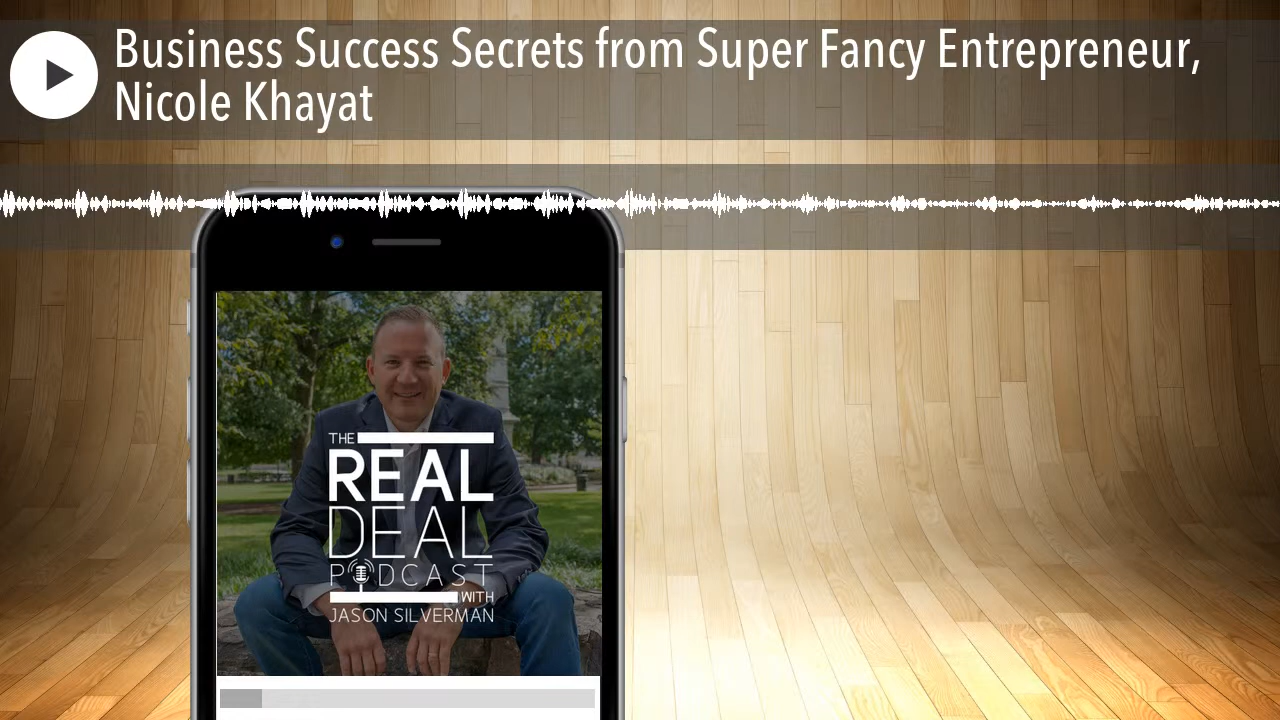 Business Success Secrets from Super Fancy Entrepreneur,
Nicole Khayat
THE
REAL
DEAL
PODCAST
WITH
JASON SILVERMAN